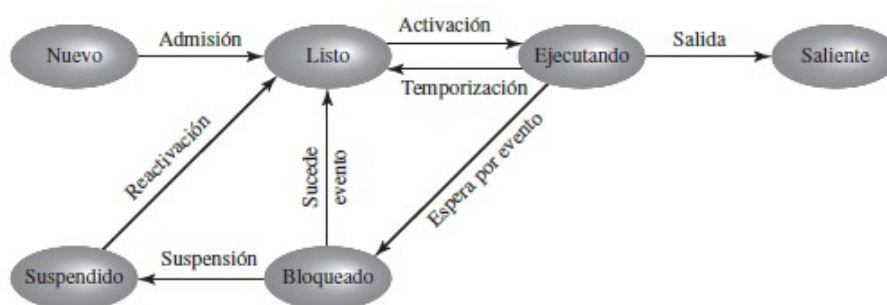 Nuevo
Admisión
Listo
Activación
Temporización
Ejecutando
Salida
Saliente
Reactivación
Sucede
evento
Espera por evento
Suspendido
Suspensión
Bloqueado